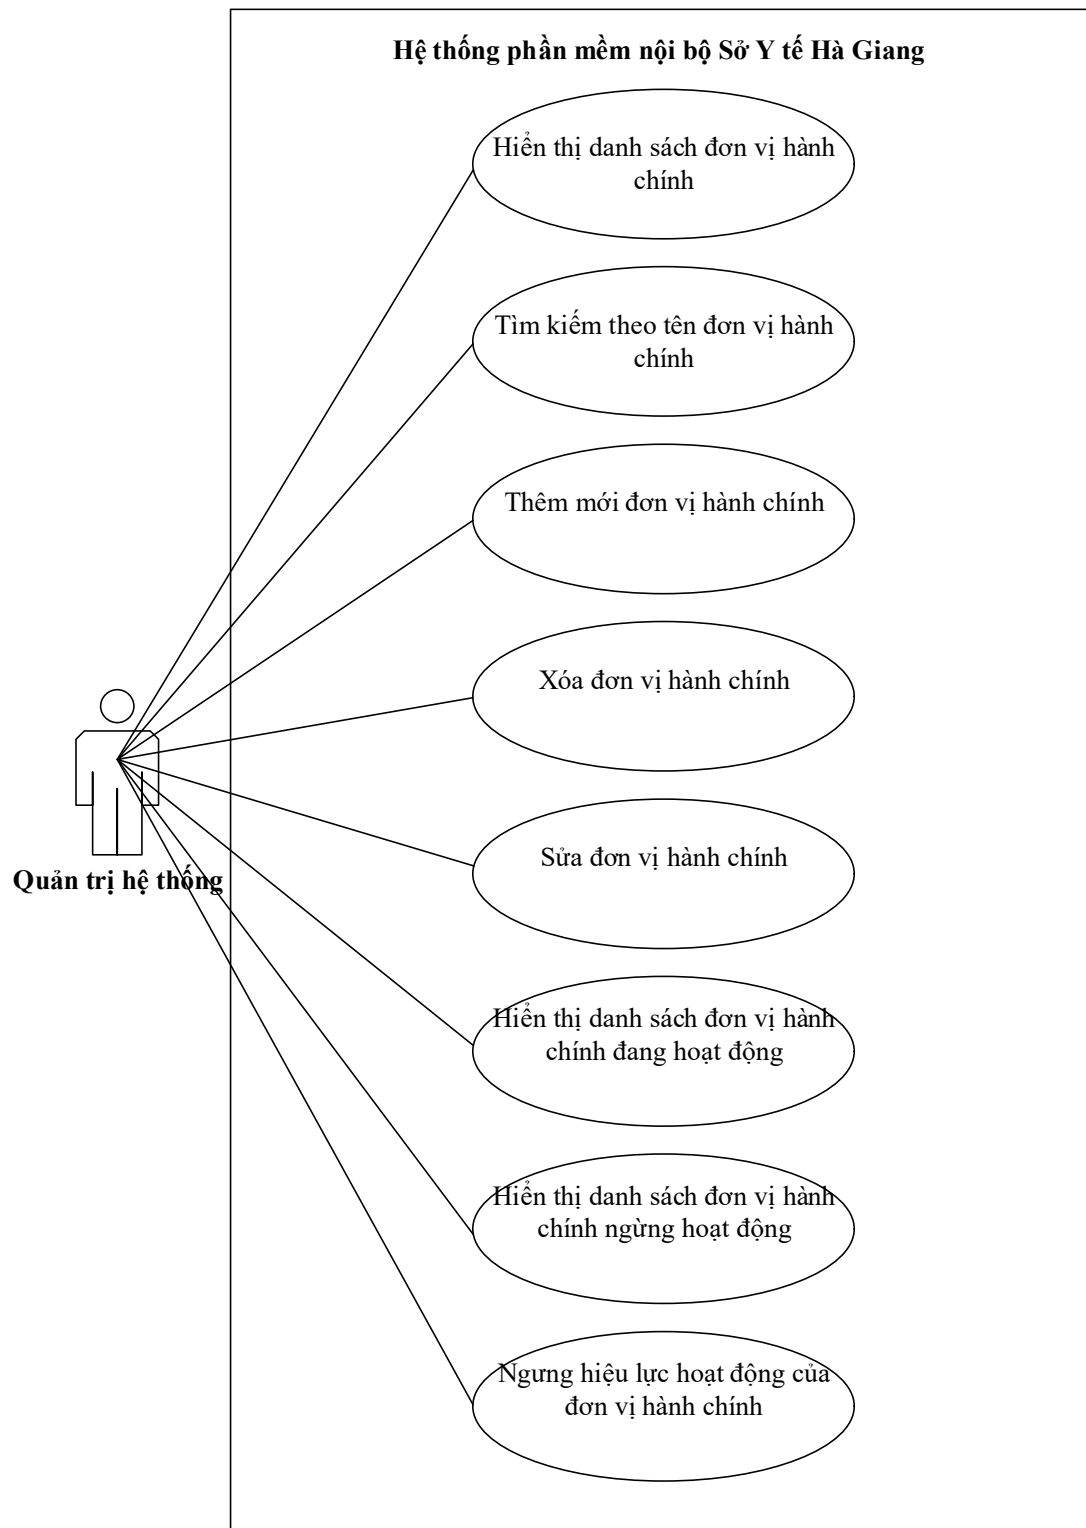 Hệ thống phần mềm nội bộ Sở Y tế Hà Giang
Hiển thị danh sách đơn vị hành
chính
Tìm kiếm theo tên đơn vị hành
chính
Thêm mới đơn vị hành chính
Xóa đơn vị hành chính
Sửa đơn vị hành chính
Quản trị hệ thống
Hiển thị danh sách đơn vị hành
chính đang hoạt động
Hiển thị danh sách đơn vị hành
chính ngừng hoạt động
Ngưng hiệu lực hoạt động của
đơn vị hành chính